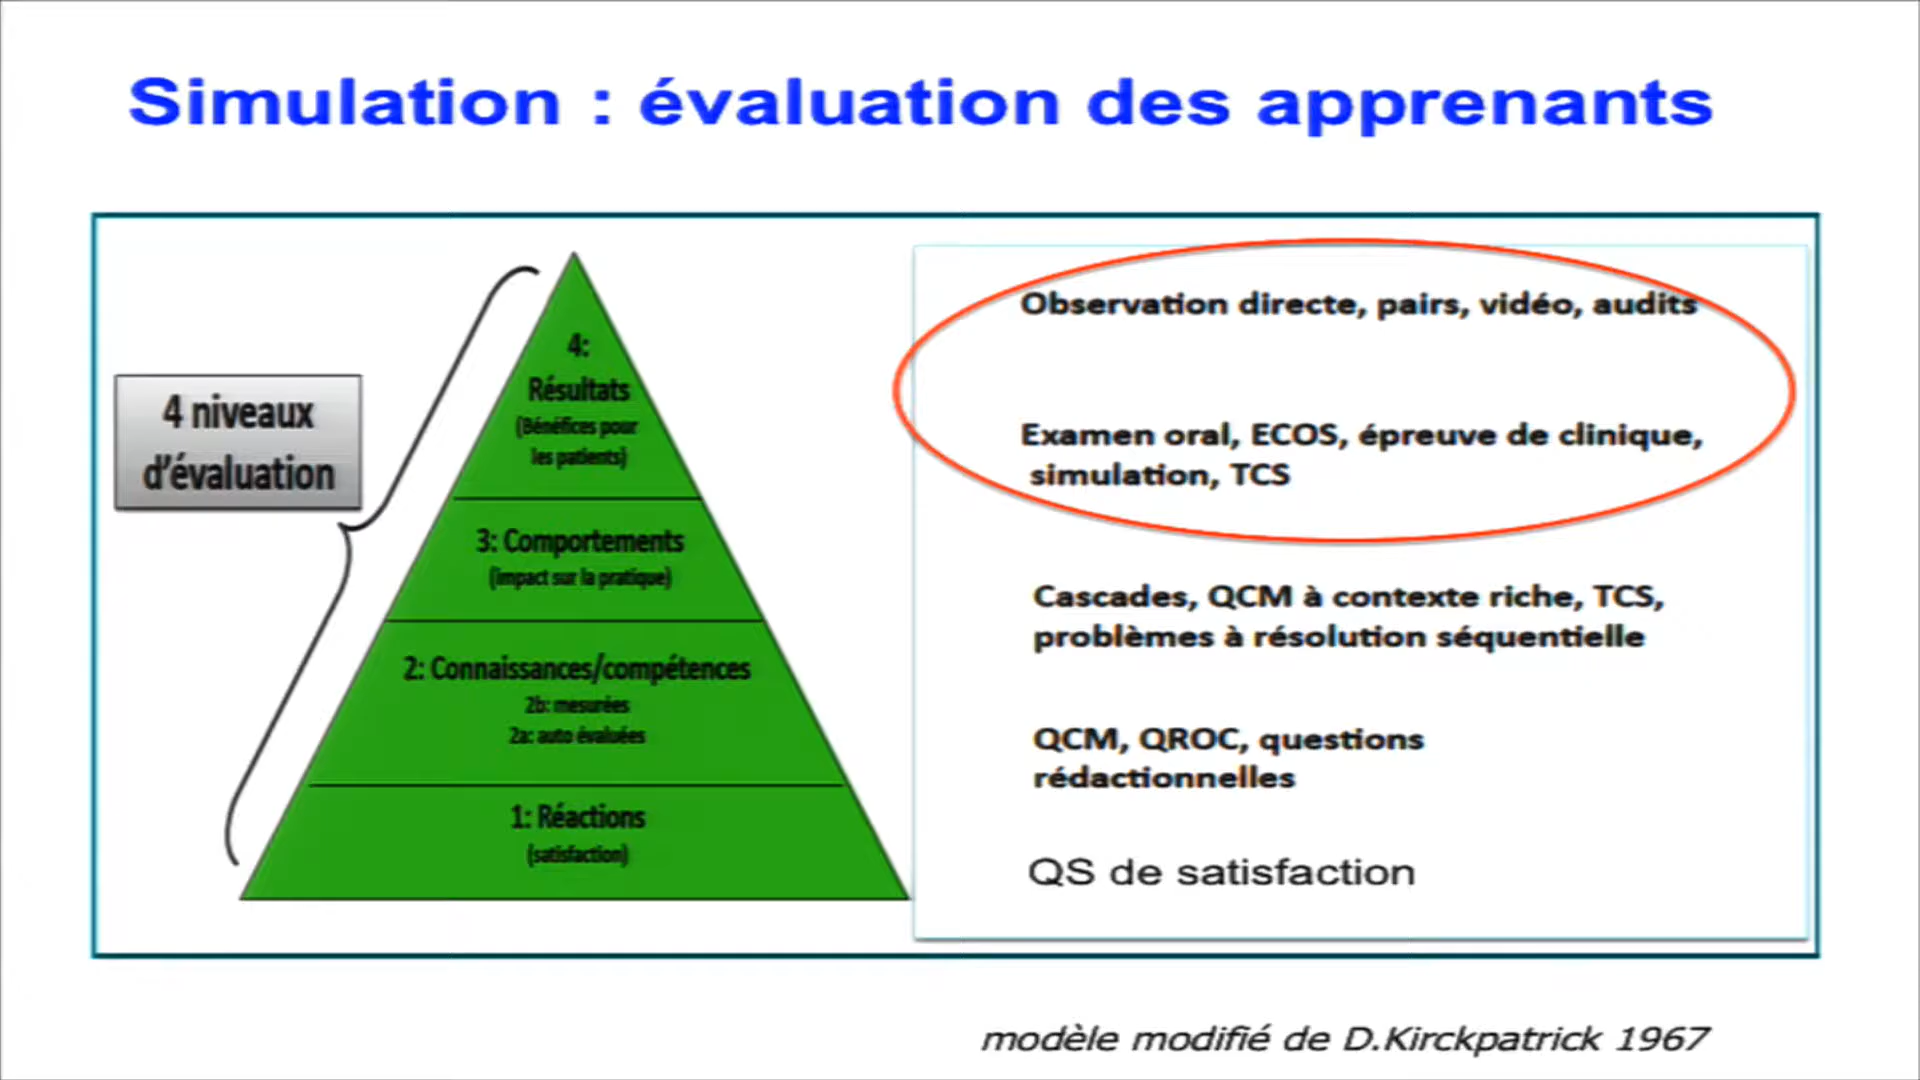 Simulation : évaluation des apprenants
4 niveaux
d'évaluation
4:
Résultats
(Bénéfices pour
les patients)
3: Comportements
(impact sur la pratique)
2: Connaissances/compétences
2b: mesurées
2a: auto évaluées
1: Réactions
(satisfaction)
Observation directe, pairs, vidéo, audits
Examen oral, ECOS, épreuve de clinique,
simulation, TCS
Cascades, QCM à contexte riche, TCS,
problèmes à résolution séquentielle
QCM, QROC, questions
rédactionnelles
QS de satisfaction
modèle modifié de D.Kirckpatrick 1967